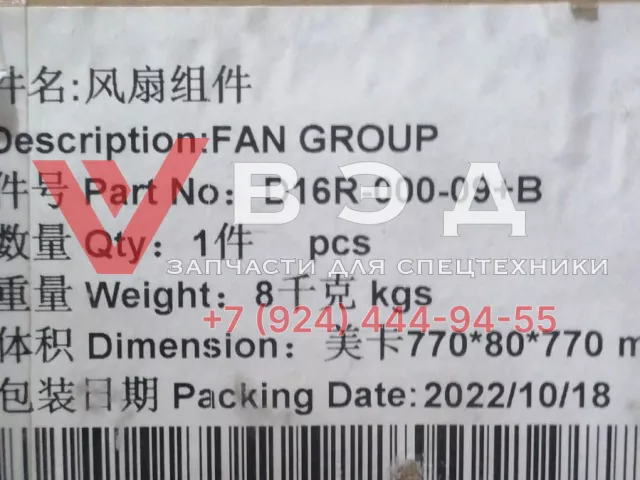 件名:风扇组件
Description:FAN GROUP
件号 Part No: D16R-000-09+B
ВЭД
数量 Qty: 1件 pcs
ЗАПЧАСТИ ДЛЯ СПЕЦТЕХНИКИ
重量 Weight: 8千克 kgs
+7 (924) 444-94-55
体积 Dimension: 美卡770*80*770 m
包装日期 Packing Date: 2022/10/18